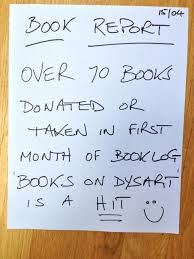 15/04
BOOK REPORT
OVER 70 BOOKS
DONATED OR
TAKEN IN FIRST
MONTH OF BOOKLOG
'BOOKS ON DYSART'
IS A HIT